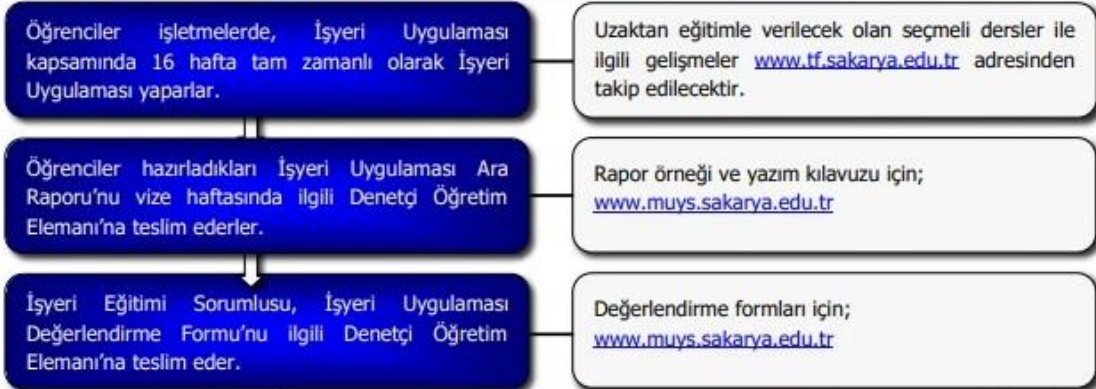 Öğrenciler işletmelerde, İşyeri Uygulaması
kapsamında 16 hafta tam zamanlı olarak İşyeri
Uygulaması yaparlar.
Uzaktan eğitimle verilecek olan seçmeli dersler ile
ilgili gelişmeler www.tf.sakarya.edu.tr adresinden
takip edilecektir.
Öğrenciler hazırladıkları İşyeri Uygulaması Ara
Raporu’nu vize haftasında ilgili Denetçi Öğretim
Elemanı’na teslim ederler.
Rapor örneği ve yazım kılavuzu için;
www.muys.sakarya.edu.tr
İşyeri Eğitimi Sorumlusu, İşyeri Uygulaması
Değerlendirme Formu’nu ilgili Denetçi Öğretim
Elemanı’na teslim eder.
Değerlendirme formları için;
www.muys.sakarya.edu.tr